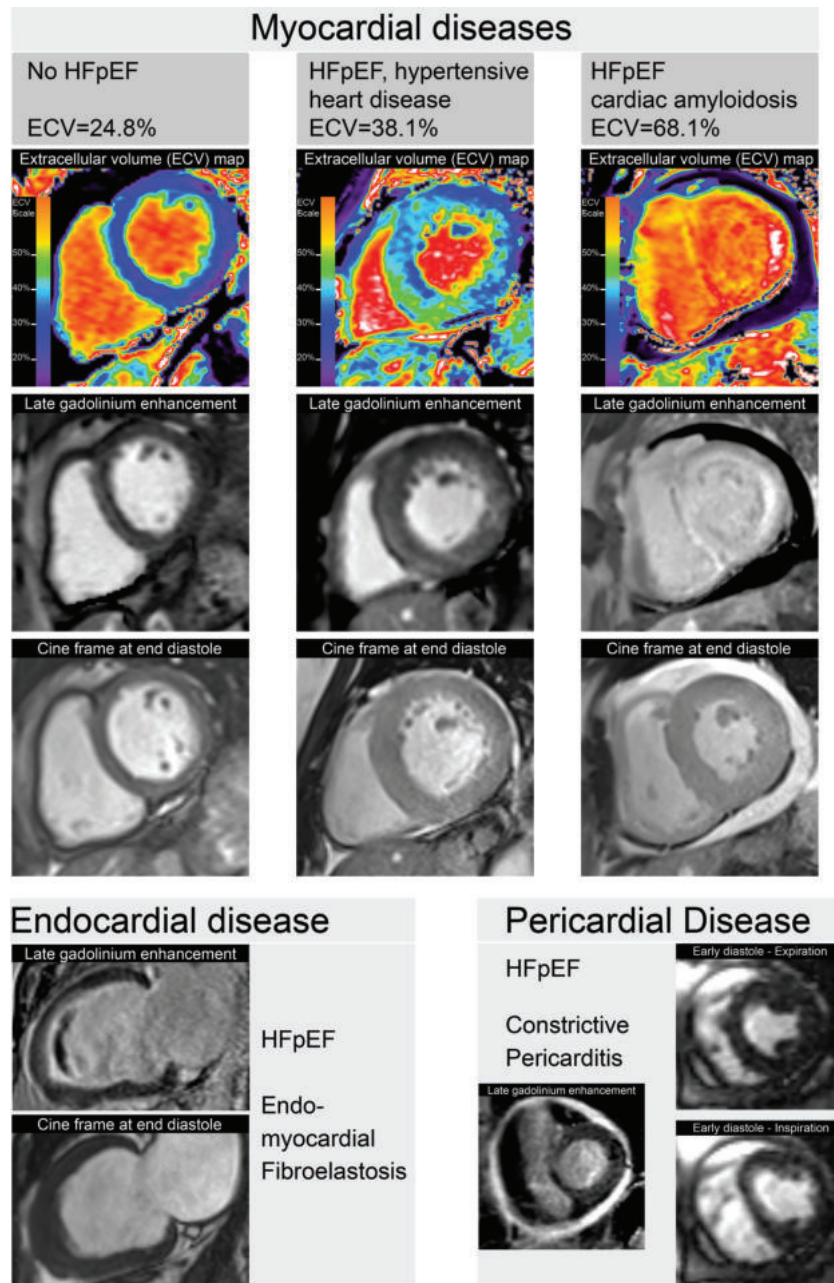 Myocardial diseases
No HFpEF
ECV=24.8%
HFpEF, hypertensive
heart disease
ECV=38.1%
HFpEF
cardiac amyloidosis
ECV=68.1%
Extracellular volume (ECV) map
Extracellular volume (ECV) map
Extracellular volume (ECV) map
ECV
Scale
50%
40%
30%
20%
ECV
Scale
50%
40%
30%
20%
ECV
Scale
50%
40%
30%
20%
Late gadolinium enhancement
Late gadolinium enhancement
Late gadolinium enhancement
Cine frame at end diastole
Cine frame at end diastole
Cine frame at end diastole
Endocardial disease
Late gadolinium enhancement
HFpEF
Endo-
myocardial
Fibroelastosis
Cine frame at end diastole
Pericardial Disease
HFpEF
Constrictive
Pericarditis
Late gadolinium enhancement
Early diastole - Expiration
Early diastole - Inspiration